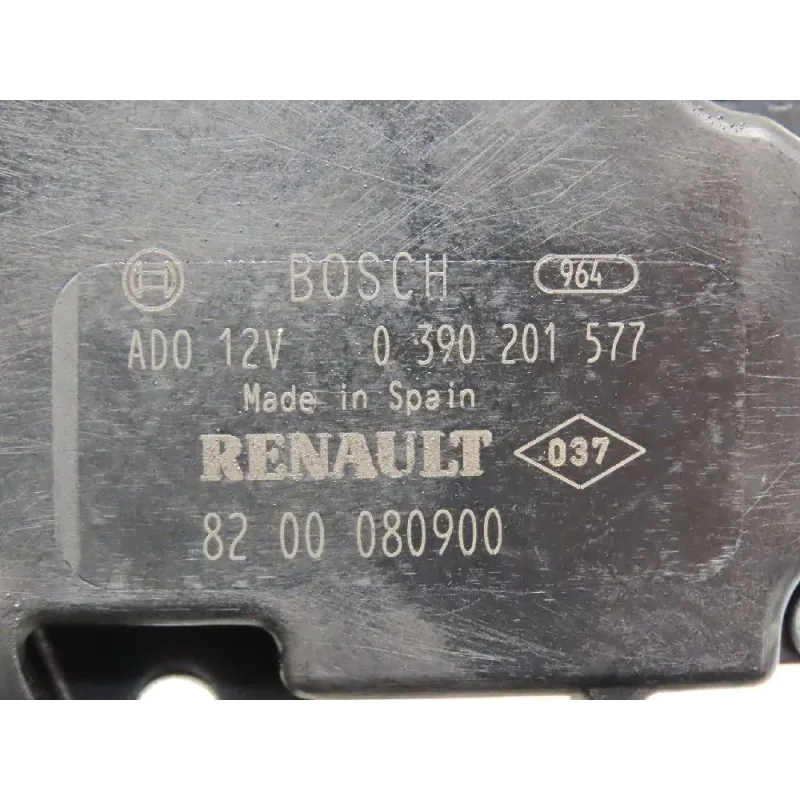 BOSCH 964
ADO 12V 0 390 201 577
Made in Spain
RENAULT 037
82 00 080900